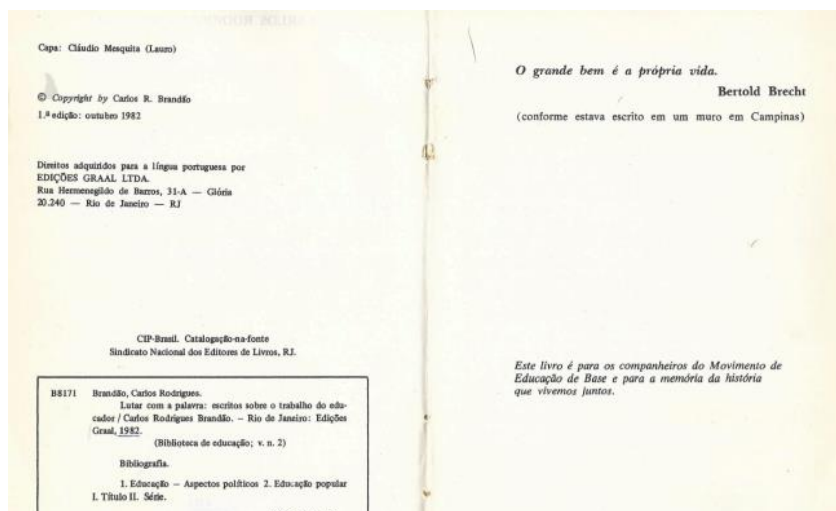 Capa: Cláudio Mesquita (Lauro)
© Copyright by Carlos R. Brandão
1.ª edição: outubro 1982
Direitos adquiridos para a língua portuguesa por
EDIÇÕES GRAAL LTDA.
Rua Hermenegildo de Barros, 31-A — Glória
20.240 — Rio de Janeiro — RJ
CIP-Brasil. Catalogação-na-fonte
Sindicato Nacional dos Editores de Livros, RJ.
B8171 Brandão, Carlos Rodrigues.
Lutar com a palavra: escritos sobre o trabalho do edu-
cador / Carlos Rodrigues Brandão. — Rio de Janeiro: Edições
Graal, 1982.
(Biblioteca de educação; v. n. 2)
Bibliografia.
1. Educação — Aspectos políticos 2. Educação popular
I. Título II. Série.
O grande bem é a própria vida.
Bertold Brecht
(conforme estava escrito em um muro em Campinas)
Este livro é para os companheiros do Movimento de
Educação de Base e para a memória da história
que vivemos juntos.